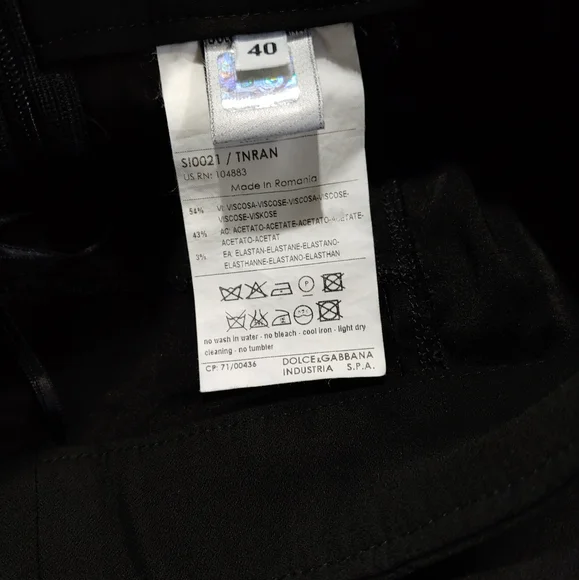 40
SI0021 / TNRAN
US RN: 104883
Made in Romania
54% VI: VISCOSA-VISCOSE-VISCOSA-VISCOSE-
VISCOSE-VISKOSE
43% AC: ACETATO-ACETATE-ACETATO-ACETATE-
ACETATO-ACETAT
3% EA: ELASTAN-ELASTANE-ELASTANO-
ELASTHANNE-ELASTANO-ELASTHAN
P
no wash in water - no bleach - cool iron - light dry
cleaning - no tumbler
CP: 71/00436
DOLCE&GABBANA
INDUSTRIA S.P.A.